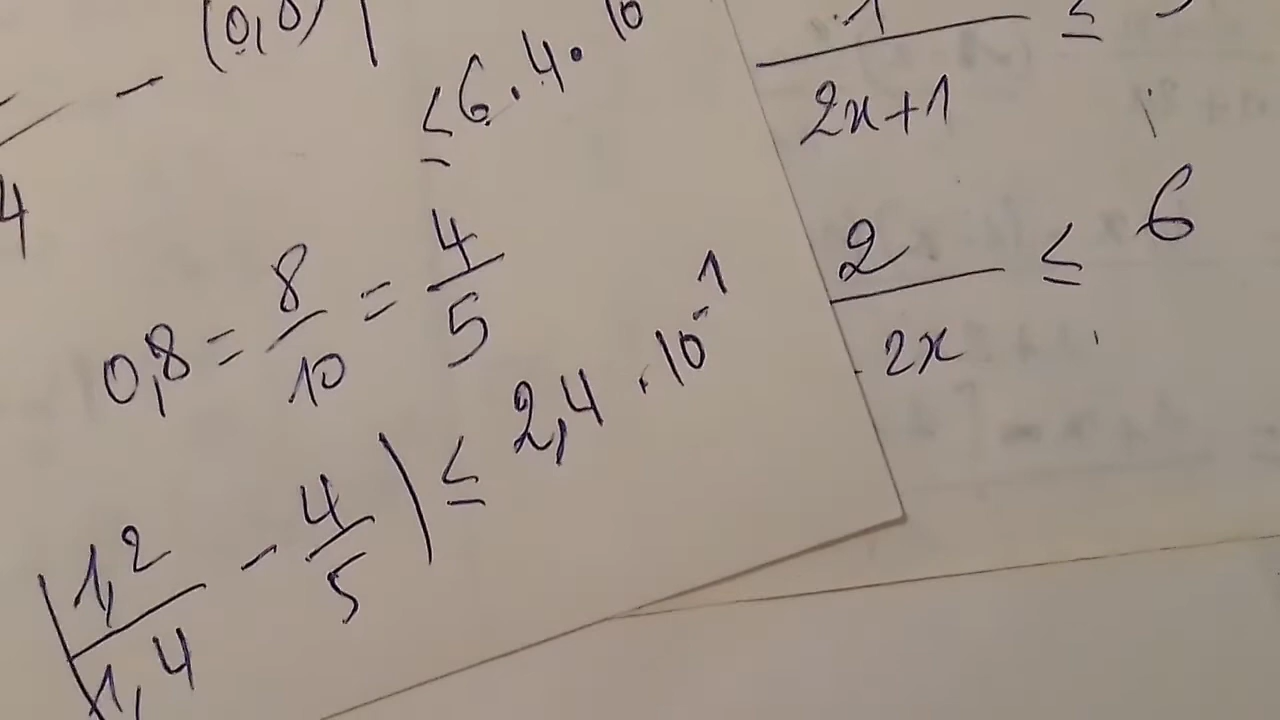 4 - (0,8) |
≤ 6 . 4 . 10
0,8 = 8/10 = 4/5
| 1,2/1,4 - 4/5 | ≤ 2,4 . 10^-1
1/(2x+1) ≤
2/2x ≤ 6